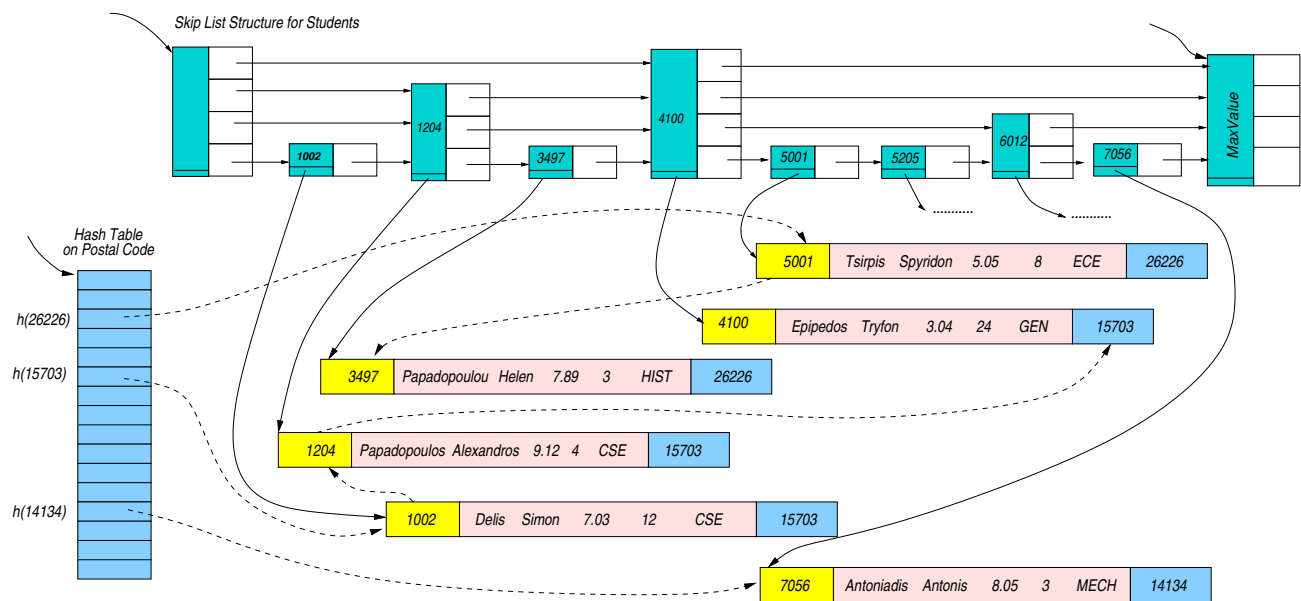 Skip List Structure for Students
1002
1204
3497
4100
5001
5205
6012
7056
MaxValue
...........
...........
Hash Table
on Postal Code
h(26226)
h(15703)
h(14134)
5001 Tsirpis Spyridon 5.05 8 ECE 26226
4100 Epipedos Tryfon 3.04 24 GEN 15703
3497 Papadopoulou Helen 7.89 3 HIST 26226
1204 Papadopoulos Alexandros 9.12 4 CSE 15703
1002 Delis Simon 7.03 12 CSE 15703
7056 Antoniadis Antonis 8.05 3 MECH 14134